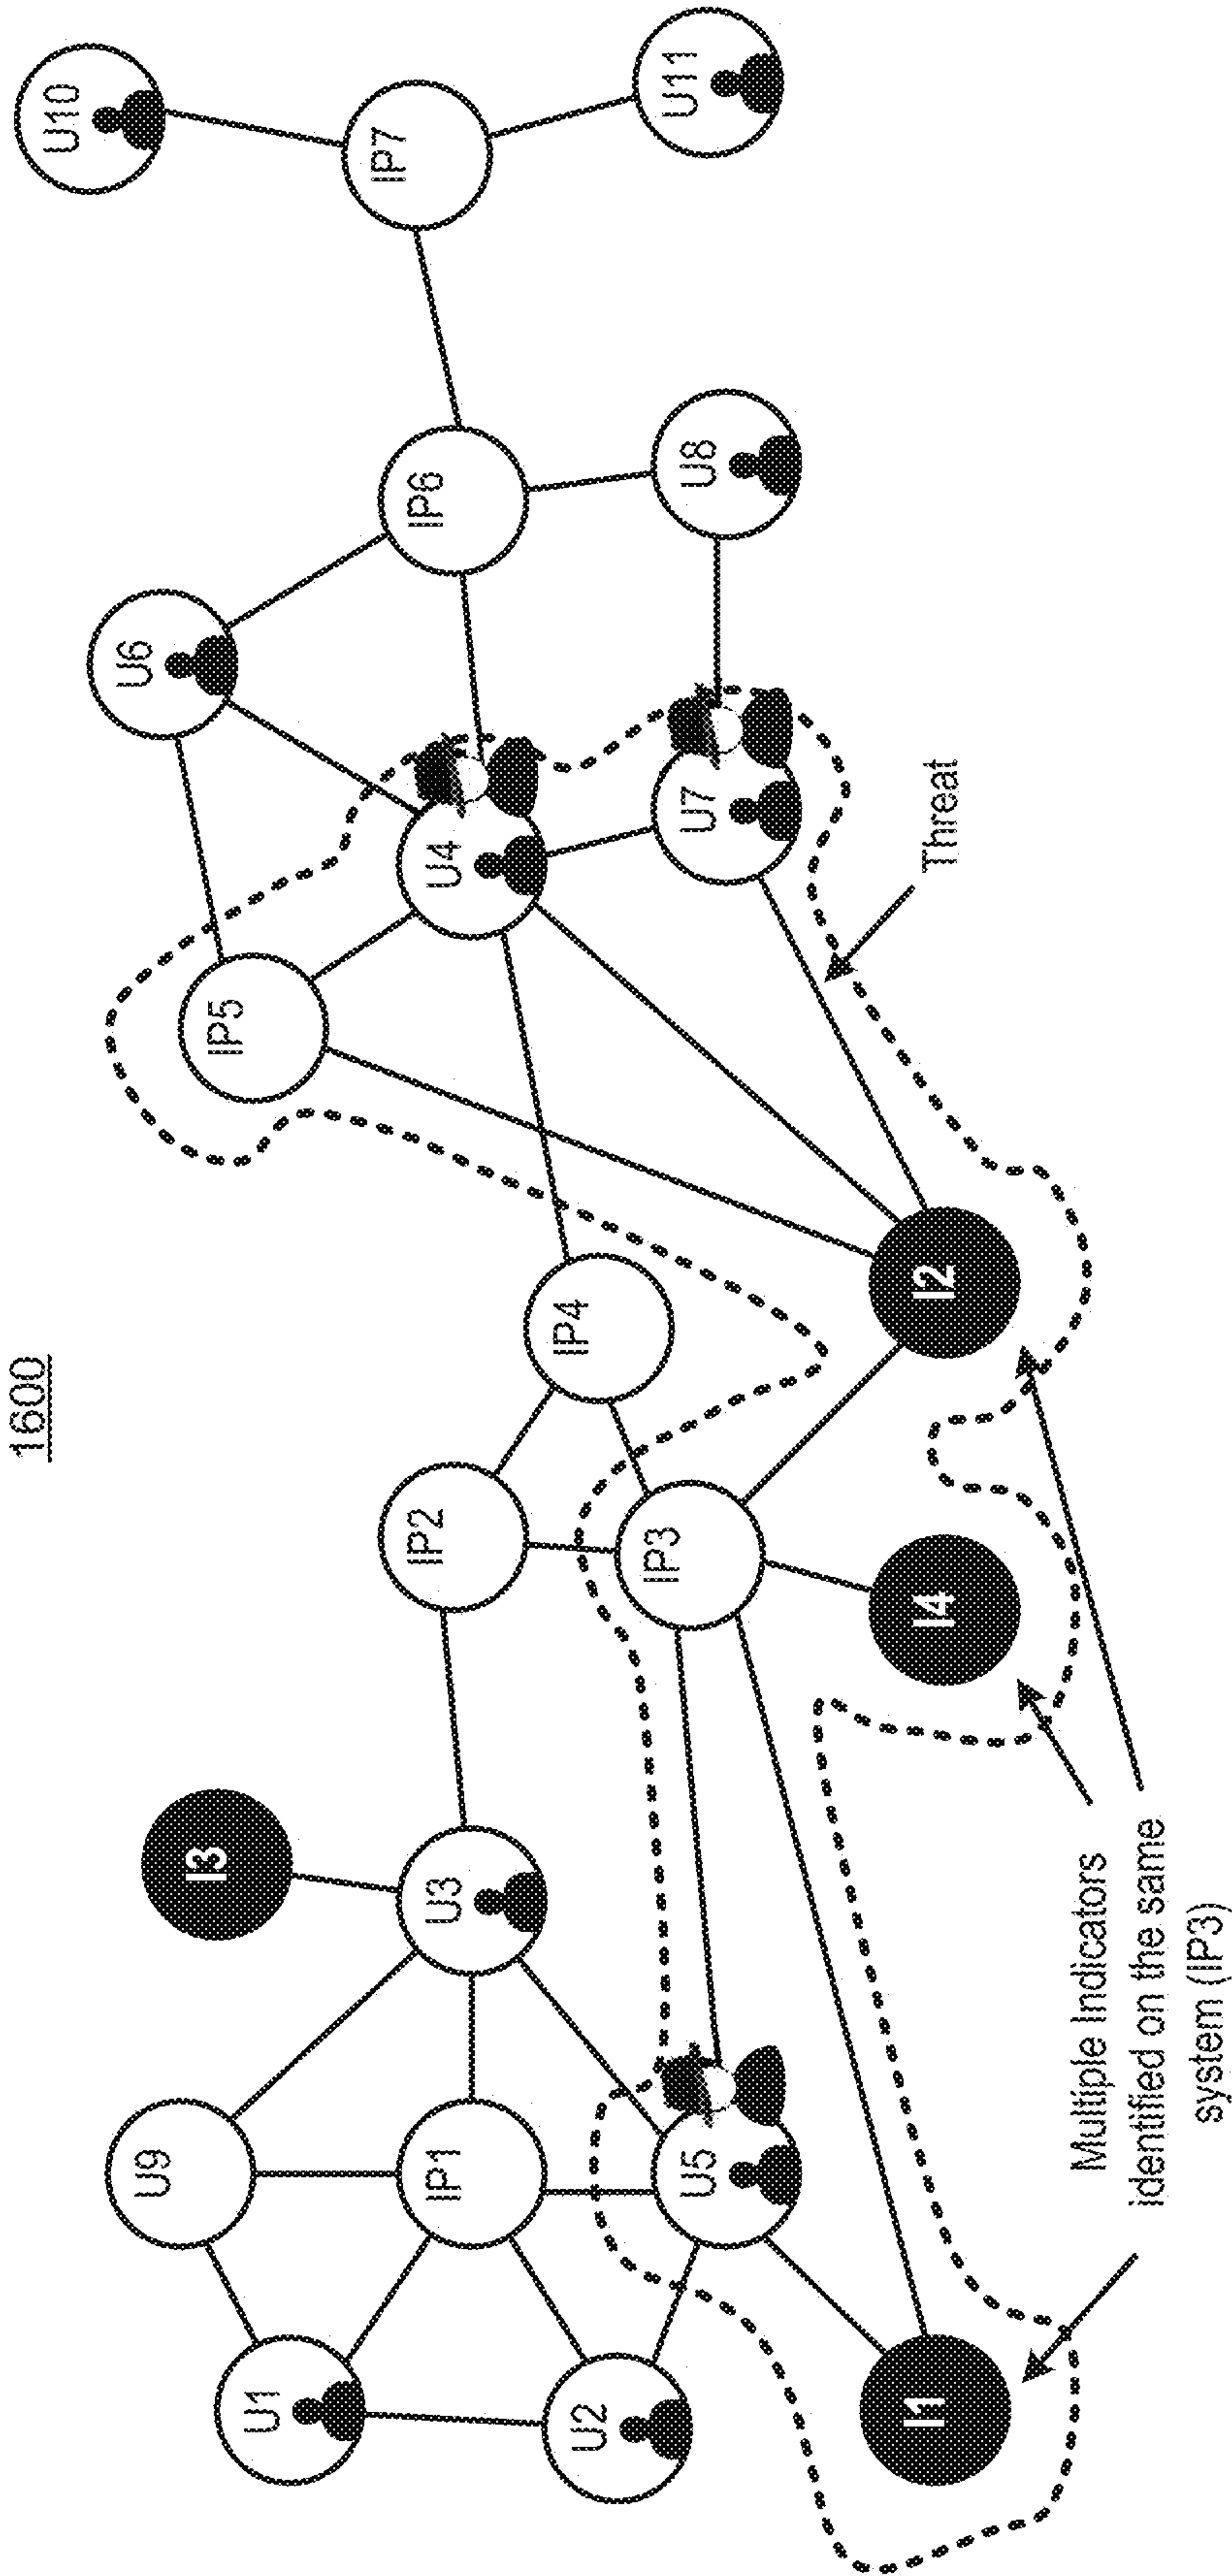 1600
U10
U11
IP7
U6
IP6
U8
U4
U7
IP5
Threat
IP4
I2
IP2
IP3
I4
I3
U3
U9
IP1
U5
U1
U2
I1
Multiple Indicators
identified on the same
system (IP3)